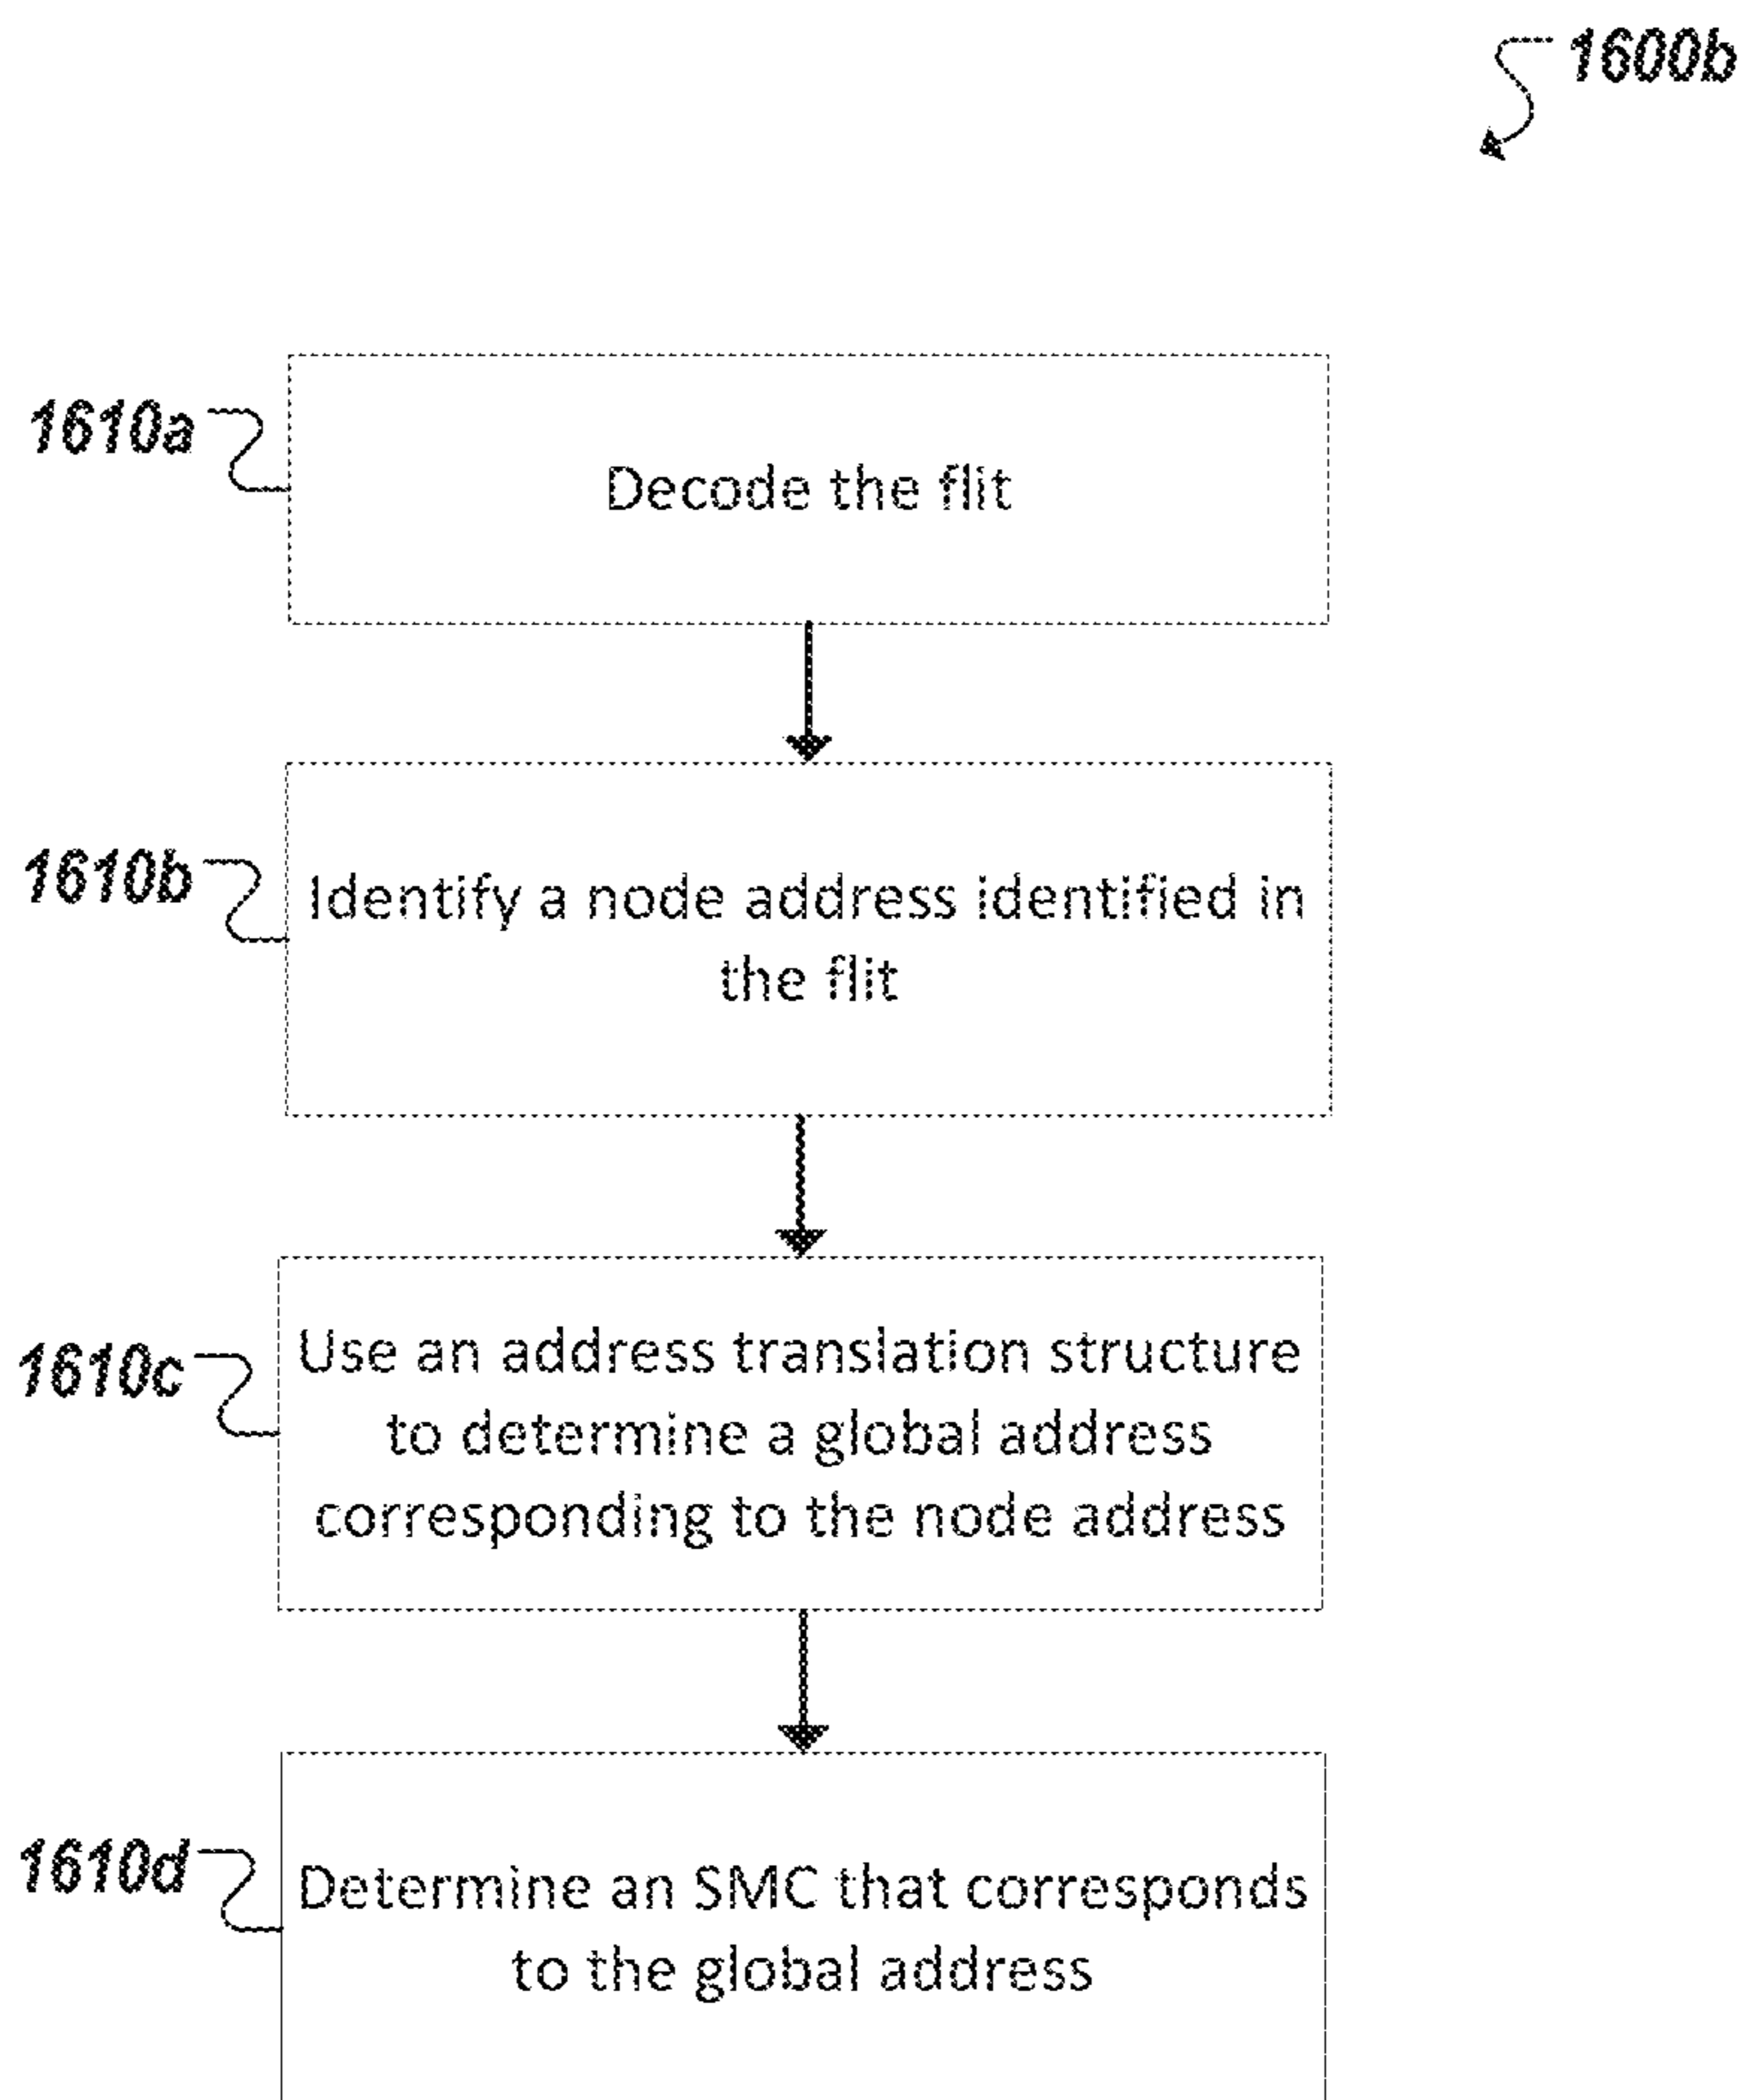 1600b
1610a
Decode the flit
1610b
Identify a node address identified in
the flit
1610c
Use an address translation structure
to determine a global address
corresponding to the node address
1610d
Determine an SMC that corresponds
to the global address